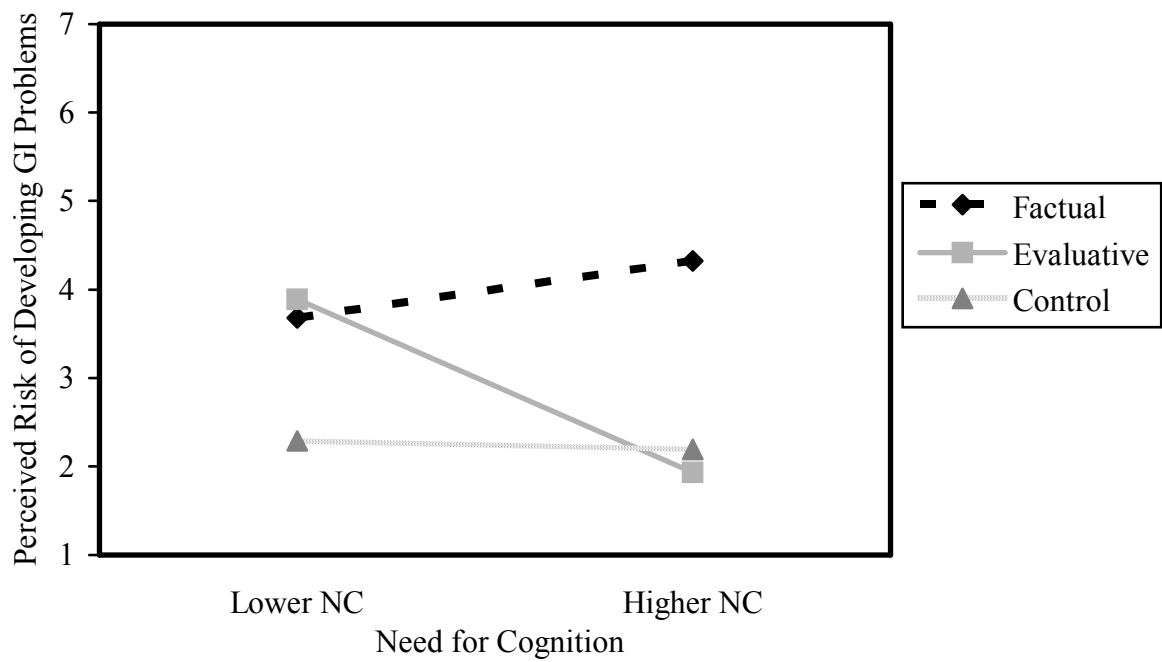 Perceived Risk of Developing GI Problems
7
6
5
4
3
2
1
Lower NC
Higher NC
Need for Cognition
Factual
Evaluative
Control